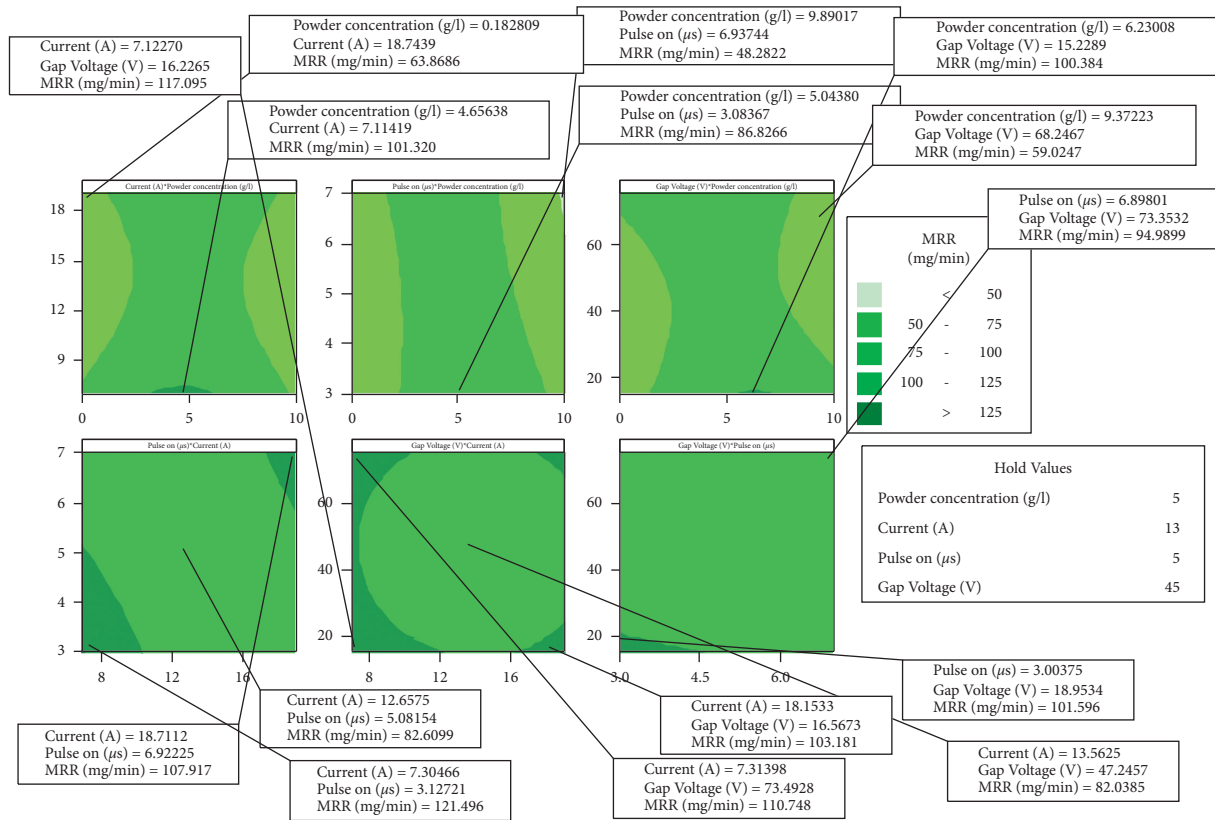 Current (A) = 7.12270
Gap Voltage (V) = 16.2265
MRR (mg/min) = 117.095
Powder concentration (g/l) = 0.182809
Current (A) = 18.7439
MRR (mg/min) = 63.8686
Powder concentration (g/l) = 9.89017
Pulse on (μs) = 6.93744
MRR (mg/min) = 48.2822
Powder concentration (g/l) = 6.23008
Gap Voltage (V) = 15.2289
MRR (mg/min) = 100.384
Powder concentration (g/l) = 4.65638
Current (A) = 7.11419
MRR (mg/min) = 101.320
Powder concentration (g/l) = 5.04380
Pulse on (μs) = 3.08367
MRR (mg/min) = 86.8266
Powder concentration (g/l) = 9.37223
Gap Voltage (V) = 68.2467
MRR (mg/min) = 59.0247
Pulse on (μs) = 6.89801
Gap Voltage (V) = 73.3532
MRR (mg/min) = 94.9899
Current (A)*Powder concentration (g/l)
18
15
12
9
0 5 10
Pulse on (μs)*Powder concentration (g/l)
7
6
5
4
3
0 5 10
Gap Voltage (V)*Powder concentration (g/l)
60
40
20
0 5 10
MRR
(mg/min)
< 50
50 - 75
75 - 100
100 - 125
> 125
Pulse on (μs)*Current (A)
7
6
5
4
3
8 12 16
Gap Voltage (V)*Current (A)
60
40
20
8 12 16
Gap Voltage (V)*Pulse on (μs)
60
40
20
3.0 4.5 6.0
Hold Values
Powder concentration (g/l) 5
Current (A) 13
Pulse on (μs) 5
Gap Voltage (V) 45
Current (A) = 18.7112
Pulse on (μs) = 6.92225
MRR (mg/min) = 107.917
Current (A) = 12.6575
Pulse on (μs) = 5.08154
MRR (mg/min) = 82.6099
Current (A) = 7.30466
Pulse on (μs) = 3.12721
MRR (mg/min) = 121.496
Current (A) = 18.1533
Gap Voltage (V) = 16.5673
MRR (mg/min) = 103.181
Current (A) = 7.31398
Gap Voltage (V) = 73.4928
MRR (mg/min) = 110.748
Pulse on (μs) = 3.00375
Gap Voltage (V) = 18.9534
MRR (mg/min) = 101.596
Current (A) = 13.5625
Gap Voltage (V) = 47.2457
MRR (mg/min) = 82.0385